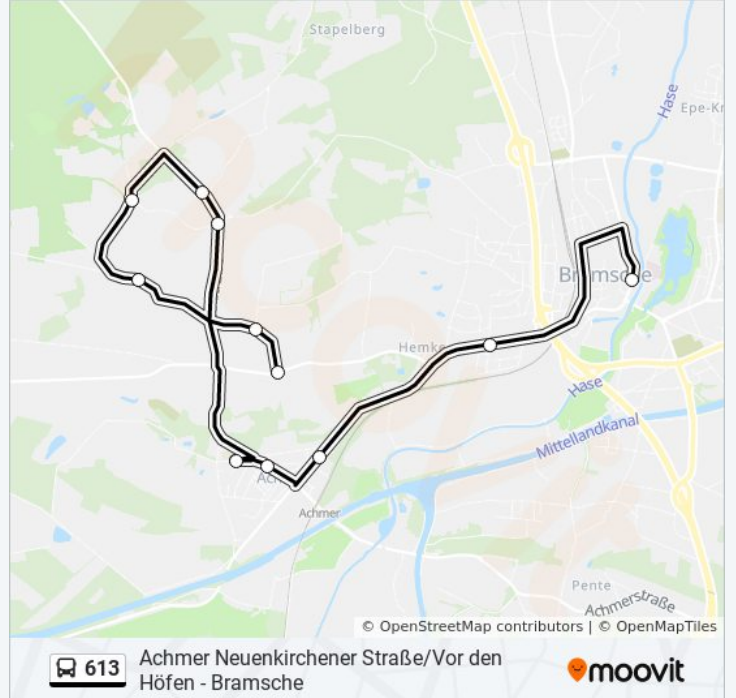 Stapelberg
Hase
Epe-Kr
Bramsche
Hemke
Hase
Mittellandkanal
Ach
Achmer
Pente
Achmerstraße
© OpenStreetMap contributors | © OpenMapTiles
613
Achmer Neuenkirchener Straße/Vor den
Höfen - Bramsche
moovit